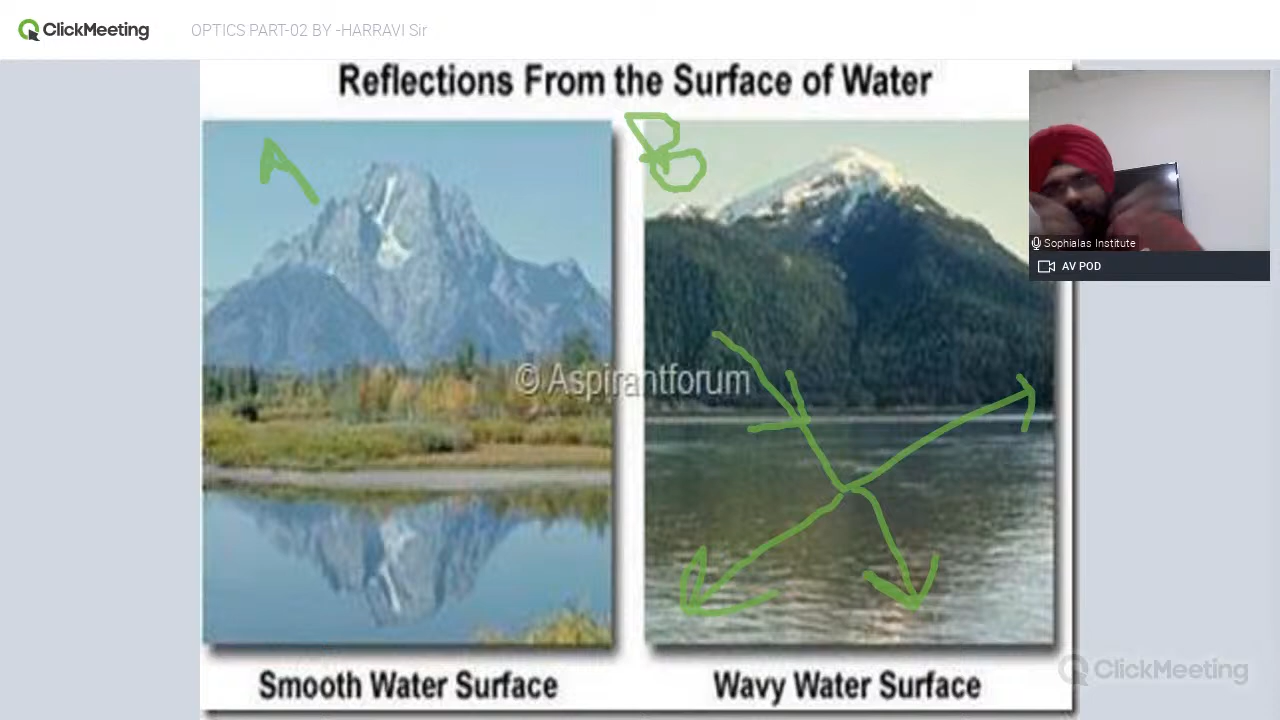 ClickMeeting
OPTICS PART-02 BY -HARRAVI Sir
Reflections From the Surface of Water
A
B
Sophialas Institute
AV POD
© Aspirantforum
ClickMeeting
Smooth Water Surface
Wavy Water Surface